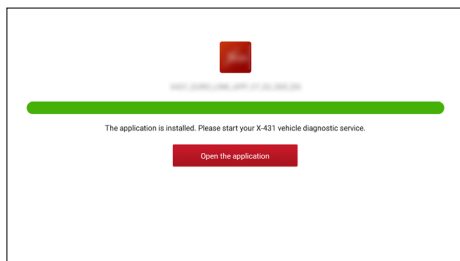 The application is installed. Please start your X-431 vehicle diagnostic service.
Open the application